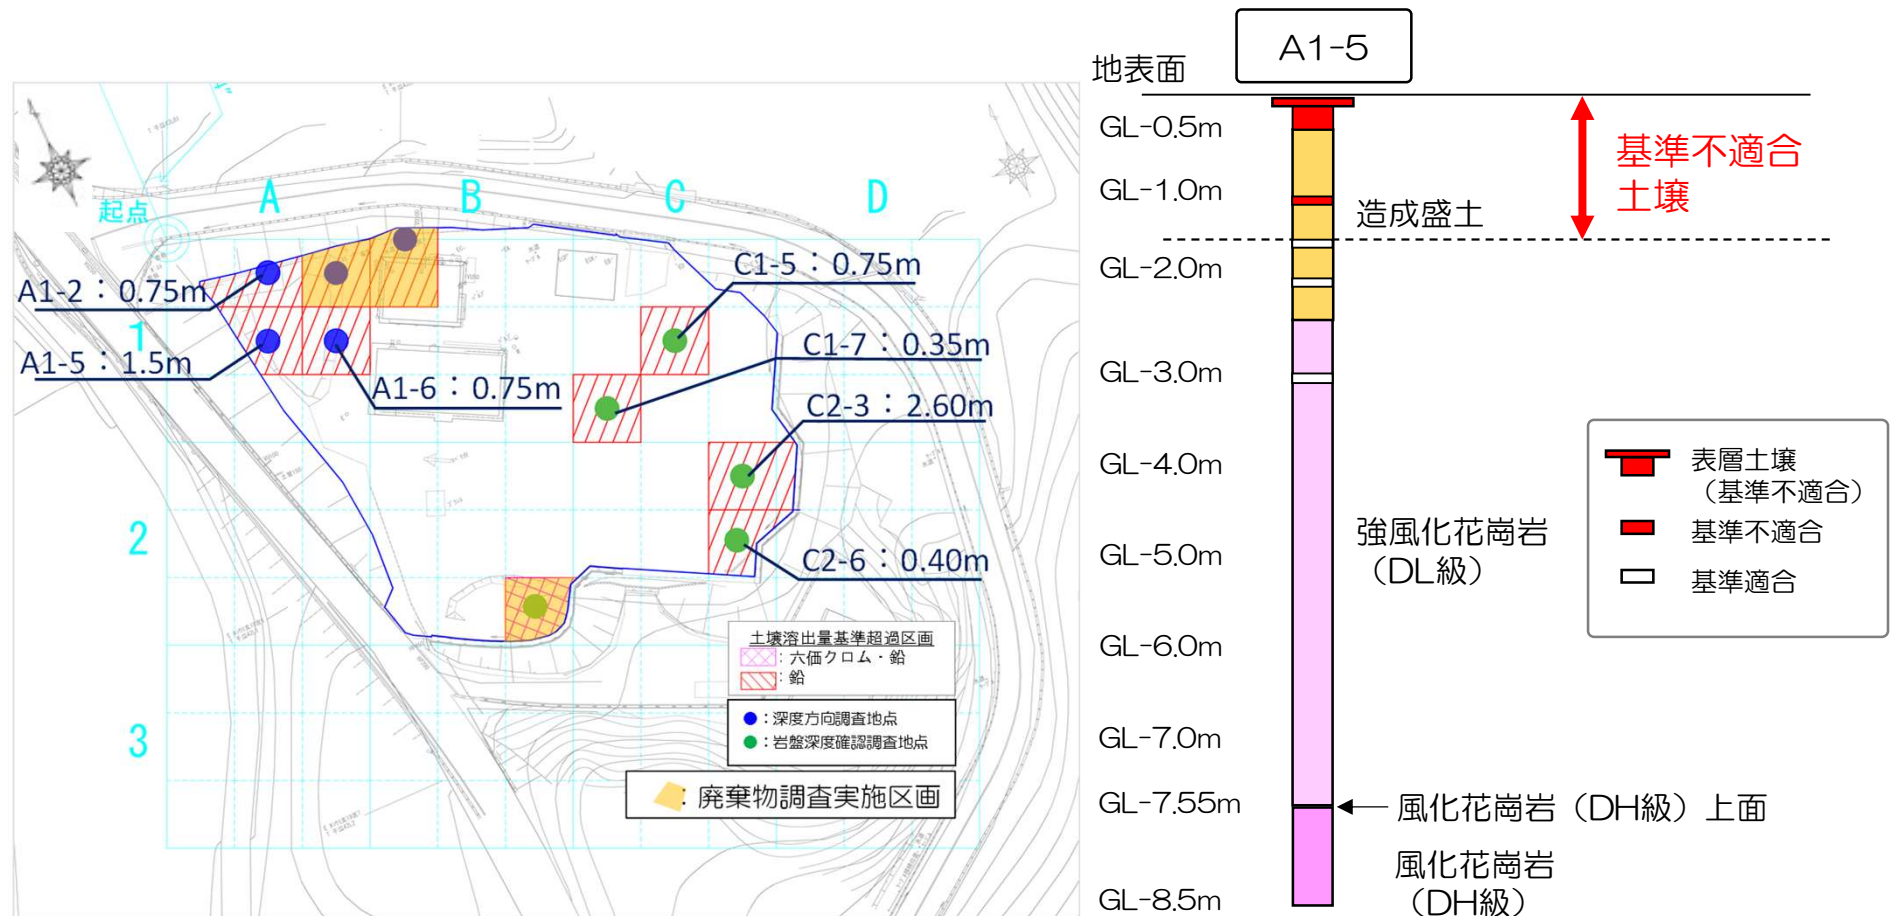 起点
A
B
C
D
1
2
3
A1-2：0.75m
A1-5：1.5m
A1-6：0.75m
C1-5：0.75m
C1-7：0.35m
C2-3：2.60m
C2-6：0.40m
土壌溶出量基準超過区画
：六価クロム・鉛
：鉛
：深度方向調査地点
：岩盤深度確認調査地点
：廃棄物調査実施区画
A1-5
地表面
GL-0.5m
GL-1.0m
GL-2.0m
GL-3.0m
GL-4.0m
GL-5.0m
GL-6.0m
GL-7.0m
GL-7.55m
GL-8.5m
基準不適合
土壌
造成盛土
強風化花崗岩
（DL級）
風化花崗岩（DH級）上面
風化花崗岩
（DH級）
表層土壌
（基準不適合）
基準不適合
基準適合